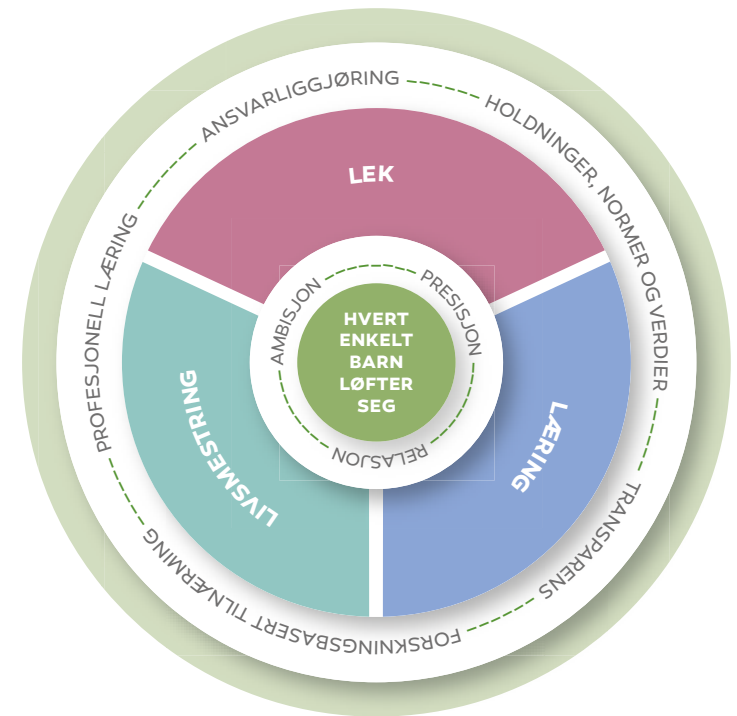 ANSVARLIGGJØRING
HOLDNINGER, NORMER OG VERDIER
TRANSPARENS
FORSKNINGSBASERT TILNÆRMING
PROFESJONELL LÆRING
LEK
LÆRING
LIVSMESTRING
AMBISJON
PRESISJON
RELASJON
HVERT
ENKELT
BARN
LØFTER
SEG